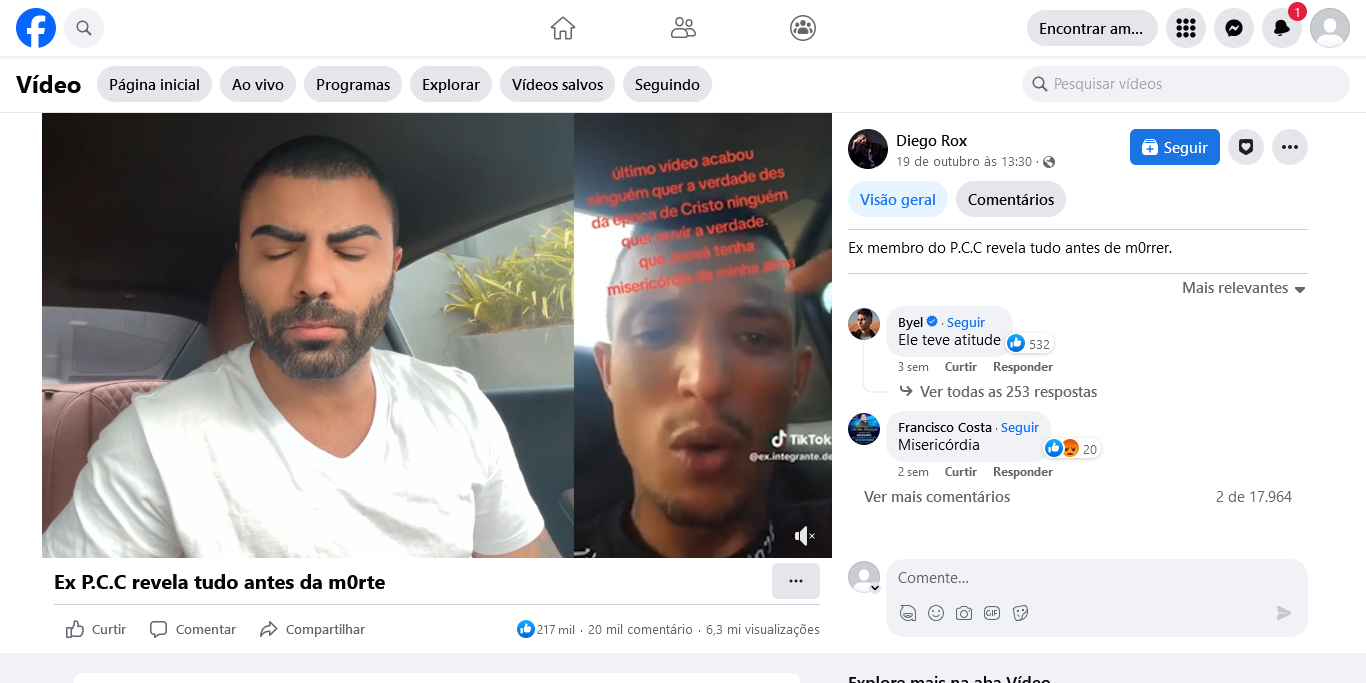 Encontrar am...
1
Vídeo
Página inicial
Ao vivo
Programas
Explorar
Vídeos salvos
Seguindo
Pesquisar vídeos
último vídeo acabou
ninguém quer a verdade des
da época de Cristo ninguém
quer ouvir a verdade.
que Jeová tenha
misericórdia da minha alma
TikTok
@ex.integrante.de
Ex P.C.C revela tudo antes da m0rte
Curtir
Comentar
Compartilhar
217 mil · 20 mil comentário · 6,3 mi visualizações
Diego Rox
19 de outubro às 13:30 ·
Seguir
Visão geral
Comentários
Ex membro do P.C.C revela tudo antes de m0rrer.
Mais relevantes
Byel · Seguir
Ele teve atitude
532
3 sem Curtir Responder
Ver todas as 253 respostas
Francisco Costa · Seguir
Misericórdia
20
2 sem Curtir Responder
Ver mais comentários
2 de 17.964
Comente...
GIF
Explore mais na aba Vídeo